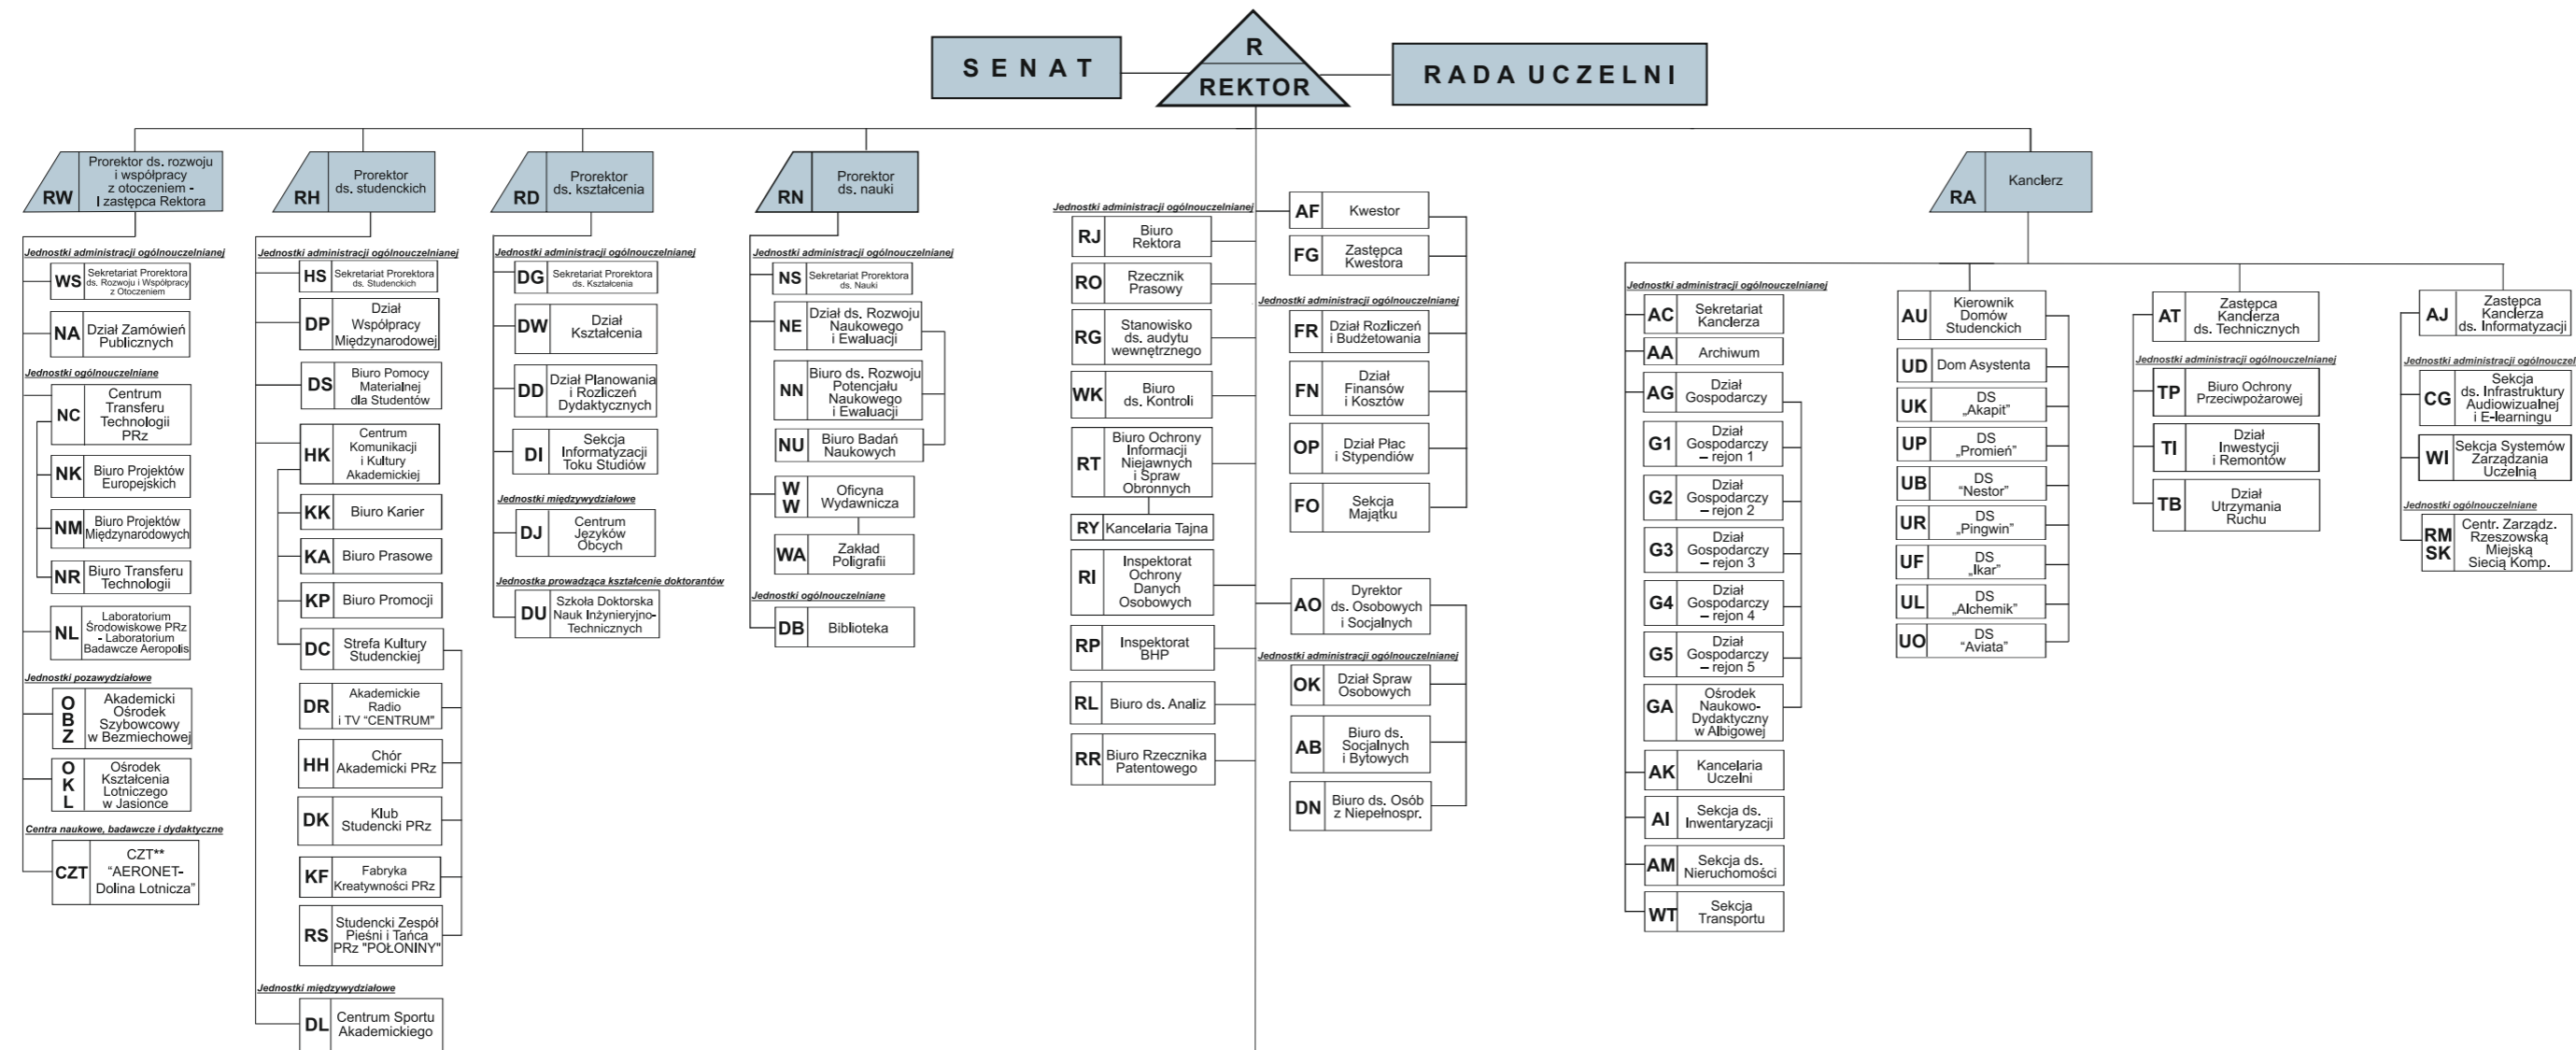 SENAT
R
REKTOR
RADA UCZELNI
RW
Prorektor ds. rozwoju
i współpracy
z otoczeniem -
I zastępca Rektora
Jednostki administracji ogólnouczelnianej
WS
Sekretariat Prorektora
ds. Rozwoju i Współpracy
z Otoczeniem
NA
Dział Zamówień
Publicznych
Jednostki ogólnouczelniane
NC
Centrum
Transferu
Technologii
PRz
NK
Biuro Projektów
Europejskich
NM
Biuro Projektów
Międzynarodowych
NR
Biuro Transferu
Technologii
NL
Laboratorium
Środowiskowe PRz
- Laboratorium
Badawcze Aeropolis
Jednostki pozawydziałowe
O
B
Z
Akademicki
Ośrodek
Szybowcowy
w Bezmiechowej
O
K
L
Ośrodek
Kształcenia
Lotniczego
w Jasionce
Centra naukowe, badawcze i dydaktyczne
CZT
CZT**
"AERONET-
Dolina Lotnicza"
RH
Prorektor
ds. studenckich
Jednostki administracji ogólnouczelnianej
HS
Sekretariat Prorektora
ds. Studenckich
DP
Dział
Współpracy
Międzynarodowej
DS
Biuro Pomocy
Materialnej
dla Studentów
HK
Centrum
Komunikacji
i Kultury
Akademickiej
KK
Biuro Karier
KA
Biuro Prasowe
KP
Biuro Promocji
DC
Strefa Kultury
Studenckiej
DR
Akademickie
Radio
i TV "CENTRUM"
HH
Chór
Akademicki PRz
DK
Klub
Studencki PRz
KF
Fabryka
Kreatywności PRz
RS
Studencki Zespół
Pieśni i Tańca
PRz "POŁONINY"
Jednostki międzywydziałowe
DL
Centrum Sportu
Akademickiego
RD
Prorektor
ds. kształcenia
Jednostki administracji ogólnouczelnianej
DG
Sekretariat Prorektora
ds. Kształcenia
DW
Dział
Kształcenia
DD
Dział Planowania
i Rozliczeń
Dydaktycznych
DI
Sekcja
Informatyzacji
Toku Studiów
Jednostki międzywydziałowe
DJ
Centrum
Języków
Obcych
Jednostka prowadząca kształcenie doktorantów
DU
Szkoła Doktorska
Nauk Inżynieryjno-
Technicznych
RN
Prorektor
ds. nauki
Jednostki administracji ogólnouczelnianej
NS
Sekretariat Prorektora
ds. Nauki
NE
Dział ds. Rozwoju
Naukowego
i Ewaluacji
NN
Biuro ds. Rozwoju
Potencjału
Naukowego
i Ewaluacji
NU
Biuro Badań
Naukowych
W
W
Oficyna
Wydawnicza
WA
Zakład
Poligrafii
Jednostki ogólnouczelniane
DB
Biblioteka
Jednostki administracji ogólnouczelnianej
RJ
Biuro
Rektora
RO
Rzecznik
Prasowy
RG
Stanowisko
ds. audytu
wewnętrznego
WK
Biuro
ds. Kontroli
RT
Biuro Ochrony
Informacji
Niejawnych
i Spraw
Obronnych
RY
Kancelaria Tajna
RI
Inspektorat
Ochrony
Danych
Osobowych
RP
Inspektorat
BHP
RL
Biuro ds. Analiz
RR
Biuro Rzecznika
Patentowego
AF
Kwestor
FG
Zastępca
Kwestora
Jednostki administracji ogólnouczelnianej
FR
Dział Rozliczeń
i Budżetowania
FN
Dział
Finansów
i Kosztów
OP
Dział Płac
i Stypendiów
FO
Sekcja
Majątku
AO
Dyrektor
ds. Osobowych
i Socjalnych
Jednostki administracji ogólnouczelnianej
OK
Dział Spraw
Osobowych
AB
Biuro ds.
Socjalnych
i Bytowych
DN
Biuro ds. Osób
z Niepełnospr.
RA
Kanclerz
Jednostki administracji ogólnouczelnianej
AC
Sekretariat
Kanclerza
AA
Archiwum
AG
Dział
Gospodarczy
G1
Dział
Gospodarczy
– rejon 1
G2
Dział
Gospodarczy
– rejon 2
G3
Dział
Gospodarczy
– rejon 3
G4
Dział
Gospodarczy
– rejon 4
G5
Dział
Gospodarczy
– rejon 5
GA
Ośrodek
Naukowo-
Dydaktyczny
w Albigowej
AK
Kancelaria
Uczelni
AI
Sekcja ds.
Inwentaryzacji
AM
Sekcja ds.
Nieruchomości
WT
Sekcja
Transportu
AU
Kierownik
Domów
Studenckich
UD
Dom Asystenta
UK
DS
„Akapit"
UP
DS
„Promień"
UB
DS
"Nestor"
UR
DS
„Pingwin"
UF
DS
„Ikar"
UL
DS
„Alchemik"
UO
DS
"Aviata"
AT
Zastępca
Kanclerza
ds. Technicznych
Jednostki administracji ogólnouczelnianej
TP
Biuro Ochrony
Przeciwpożarowej
TI
Dział
Inwestycji
i Remontów
TB
Dział
Utrzymania
Ruchu
AJ
Zastępca
Kanclerza
ds. Informatyzacji
Jednostki administracji ogólnouczel
CG
Sekcja
ds. Infrastruktury
Audiowizualnej
i E-learningu
WI
Sekcja Systemów
Zarządzania
Uczelnią
Jednostki ogólnouczelniane
RM
SK
Centr. Zarządz.
Rzeszowską
Miejską
Siecią Komp.